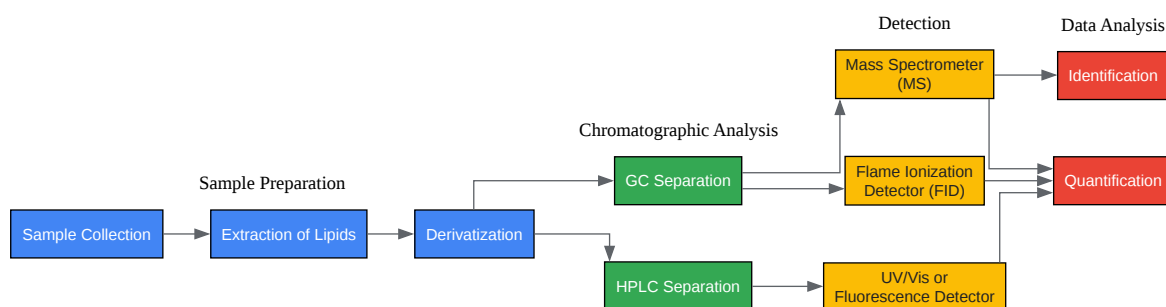 Detection
Data Analysis
Mass Spectrometer
(MS)
Identification
Chromatographic Analysis
Sample Preparation
GC Separation
Flame Ionization
Detector (FID)
Quantification
Sample Collection
Extraction of Lipids
Derivatization
HPLC Separation
UV/Vis or
Fluorescence Detector